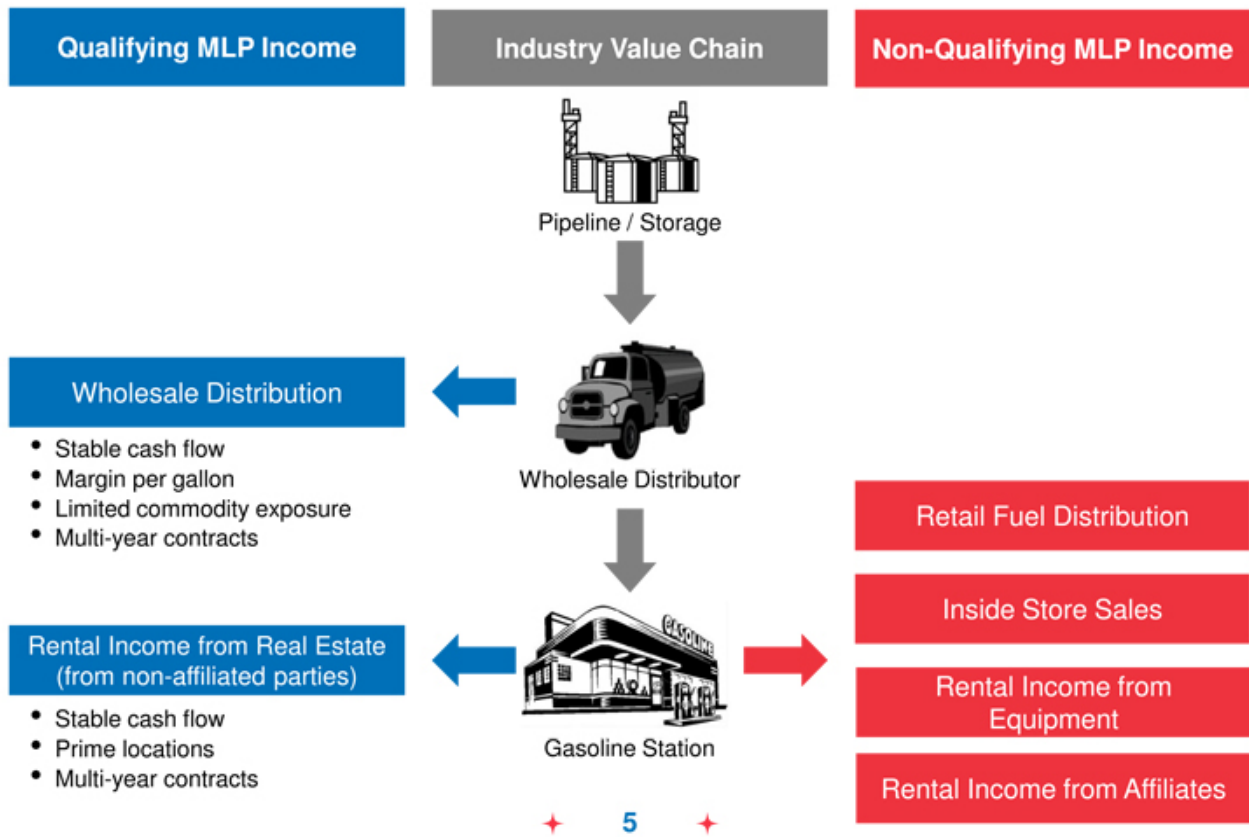 Qualifying MLP Income
Industry Value Chain
Non-Qualifying MLP Income
Pipeline / Storage
Wholesale Distribution
• Stable cash flow
• Margin per gallon
• Limited commodity exposure
• Multi-year contracts
Wholesale Distributor
Retail Fuel Distribution
Inside Store Sales
Rental Income from Real Estate
(from non-affiliated parties)
• Stable cash flow
• Prime locations
• Multi-year contracts
GASOLINE
Gasoline Station
Rental Income from
Equipment
Rental Income from Affiliates
5